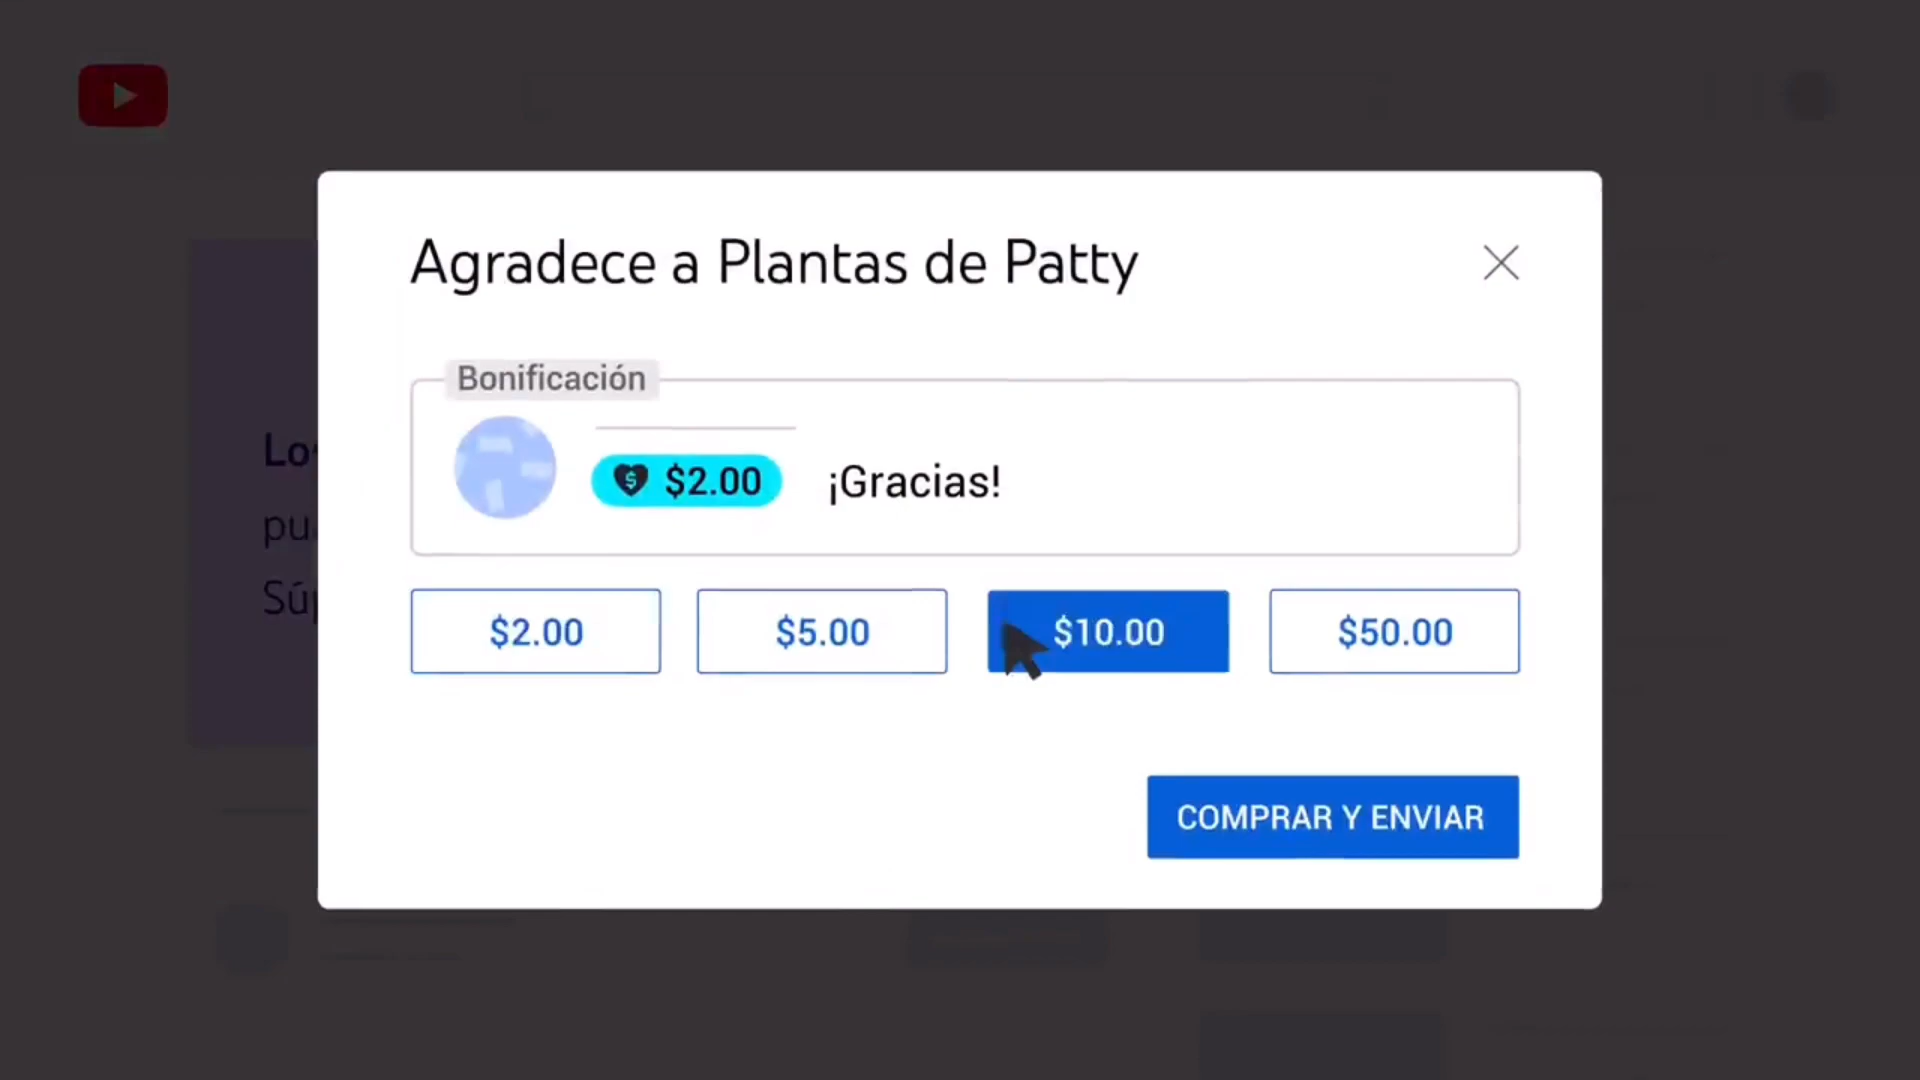 Agradece a Plantas de Patty
Bonificación
$2.00 ¡Gracias!
$2.00 $5.00 $10.00 $50.00
COMPRAR Y ENVIAR